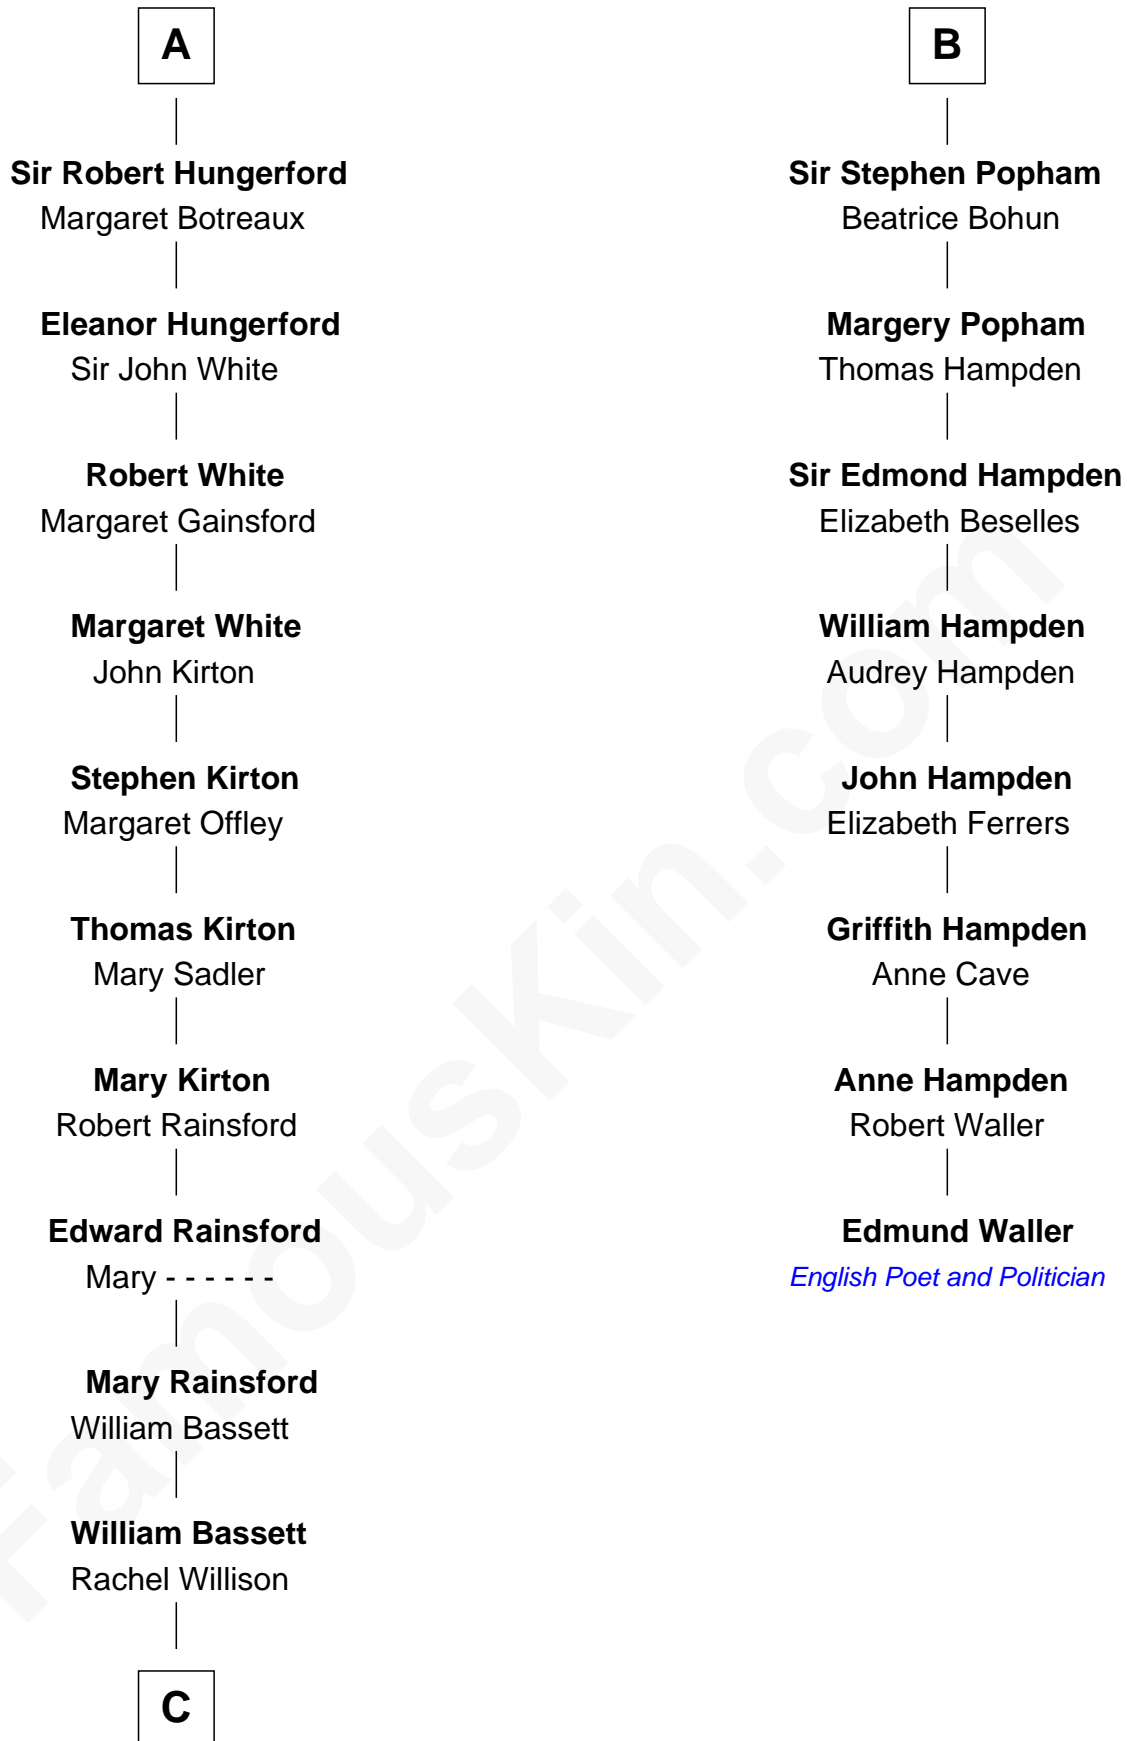 A
Sir Robert Hungerford
Margaret Botreaux
Eleanor Hungerford
Sir John White
Robert White
Margaret Gainsford
Margaret White
John Kirton
Stephen Kirton
Margaret Offley
Thomas Kirton
Mary Sadler
Mary Kirton
Robert Rainsford
Edward Rainsford
Mary - - - - - -
Mary Rainsford
William Bassett
William Bassett
Rachel Willison
C
B
Sir Stephen Popham
Beatrice Bohun
Margery Popham
Thomas Hampden
Sir Edmond Hampden
Elizabeth Beselles
William Hampden
Audrey Hampden
John Hampden
Elizabeth Ferrers
Griffith Hampden
Anne Cave
Anne Hampden
Robert Waller
Edmund Waller
English Poet and Politician
FamousKin.com